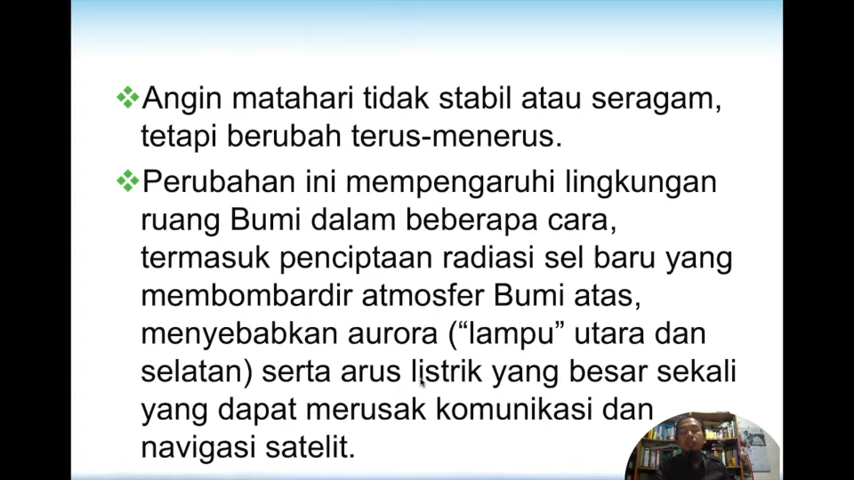 Angin matahari tidak stabil atau seragam,
tetapi berubah terus-menerus.
Perubahan ini mempengaruhi lingkungan
ruang Bumi dalam beberapa cara,
termasuk penciptaan radiasi sel baru yang
membombardir atmosfer Bumi atas,
menyebabkan aurora (“lampu” utara dan
selatan) serta arus listrik yang besar sekali
yang dapat merusak komunikasi dan
navigasi satelit.